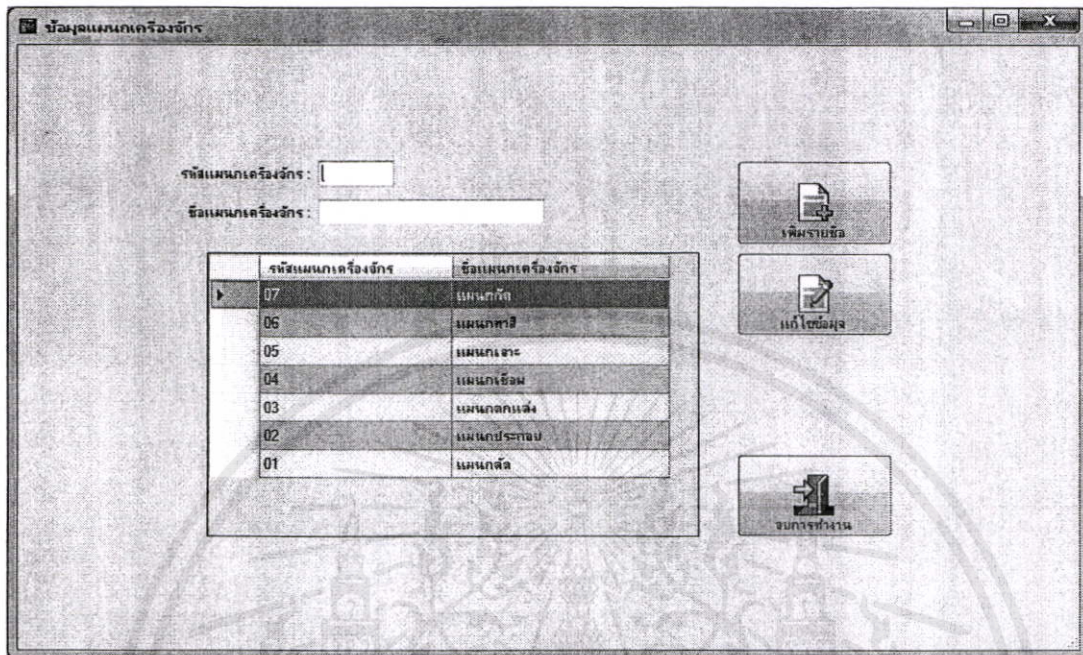 ข้อมูลแผนกเครื่องจักร
รหัสแผนกเครื่องจักร :
ชื่อแผนกเครื่องจักร :
เพิ่มรายชื่อ
แก้ไขข้อมูล
รหัสแผนกเครื่องจักร ชื่อแผนกเครื่องจักร
07 แผนกกัด
06 แผนกทาสี
05 แผนกเจาะ
04 แผนกเชื่อม
03 แผนกตกแต่ง
02 แผนกประกอบ
01 แผนกตัด
จบการทำงาน